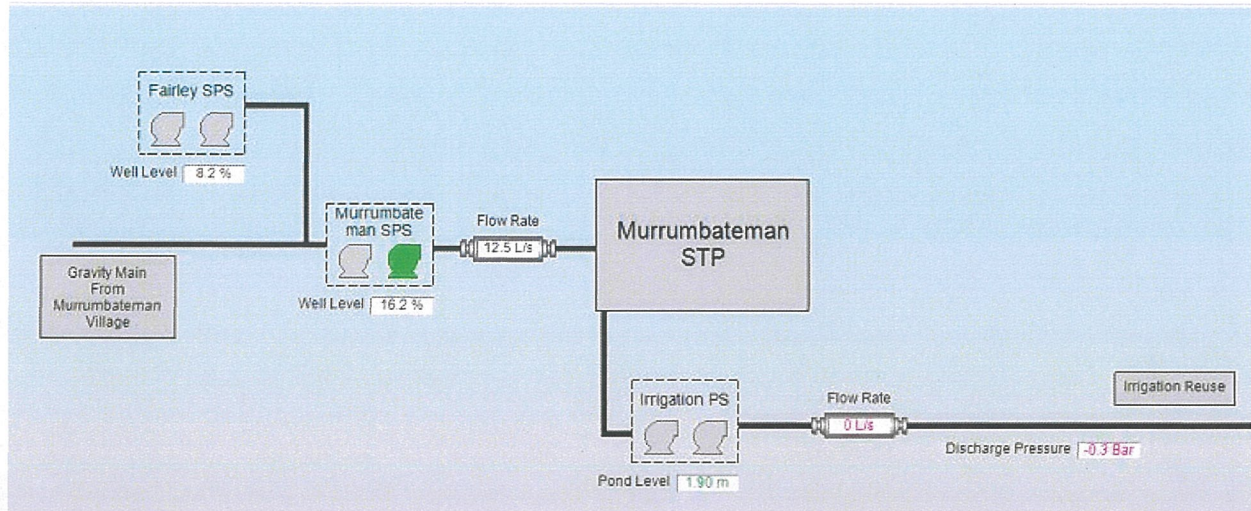 Fairley SPS
Well Level 8.2 %
Murrumbate
man SPS
Well Level 16.2 %
Gravity Main
From
Murrumbateman
Village
Flow Rate
12.5 L/s
Murrumbateman
STP
Irrigation PS
Pond Level 1.90 m
Flow Rate
0 L/s
Irrigation Reuse
Discharge Pressure -0.3 Bar